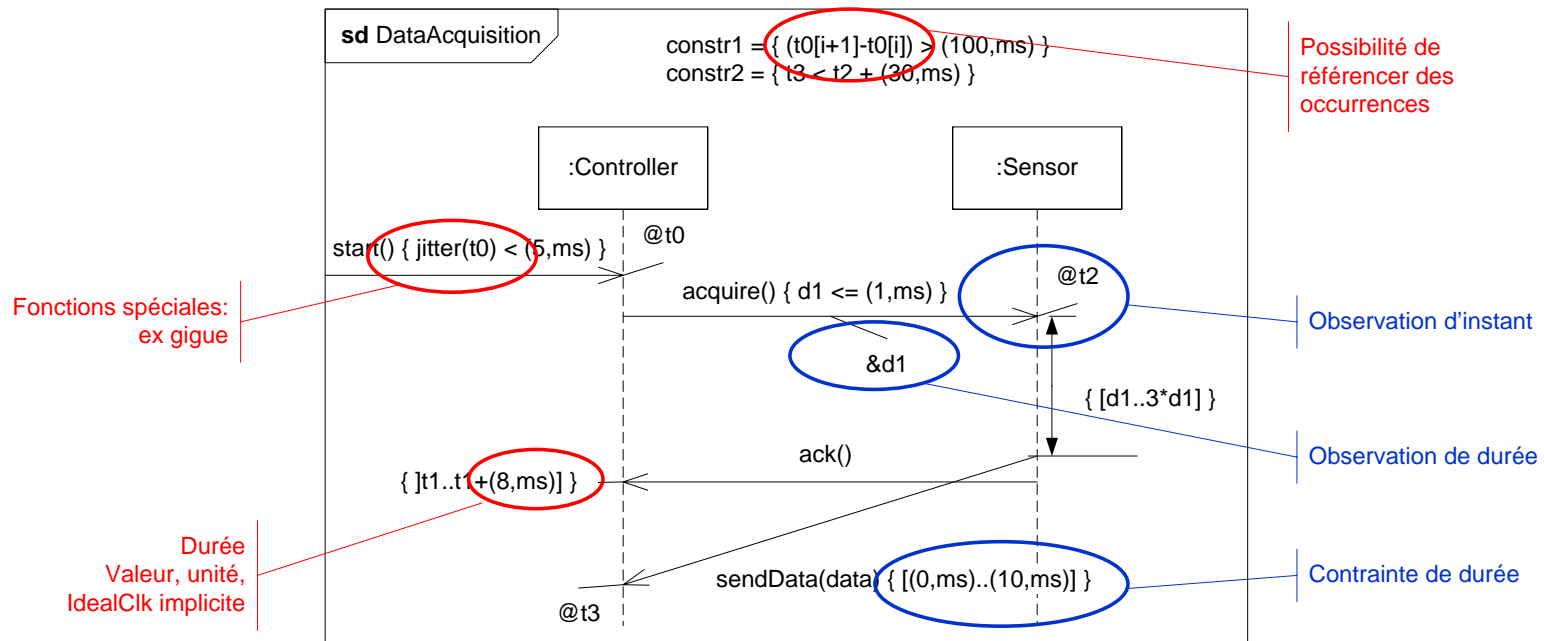 sd DataAcquisition
constr1 = { (t0[i+1]-t0[i]) > (100,ms) }
constr2 = { t3 < t2 + (30,ms) }
Possibilité de
référencer des
occurrences
:Controller
:Sensor
@t0
start() { jitter(t0) < (5,ms) }
@t2
acquire() { d1 <= (1,ms) }
Fonctions spéciales:
ex gigue
Observation d'instant
&d1
{ [d1..3*d1] }
Observation de durée
ack()
{ ]t1..t1+(8,ms)] }
Durée
Valeur, unité,
IdealClk implicite
sendData(data) { [(0,ms)..(10,ms)] }
Contrainte de durée
@t3